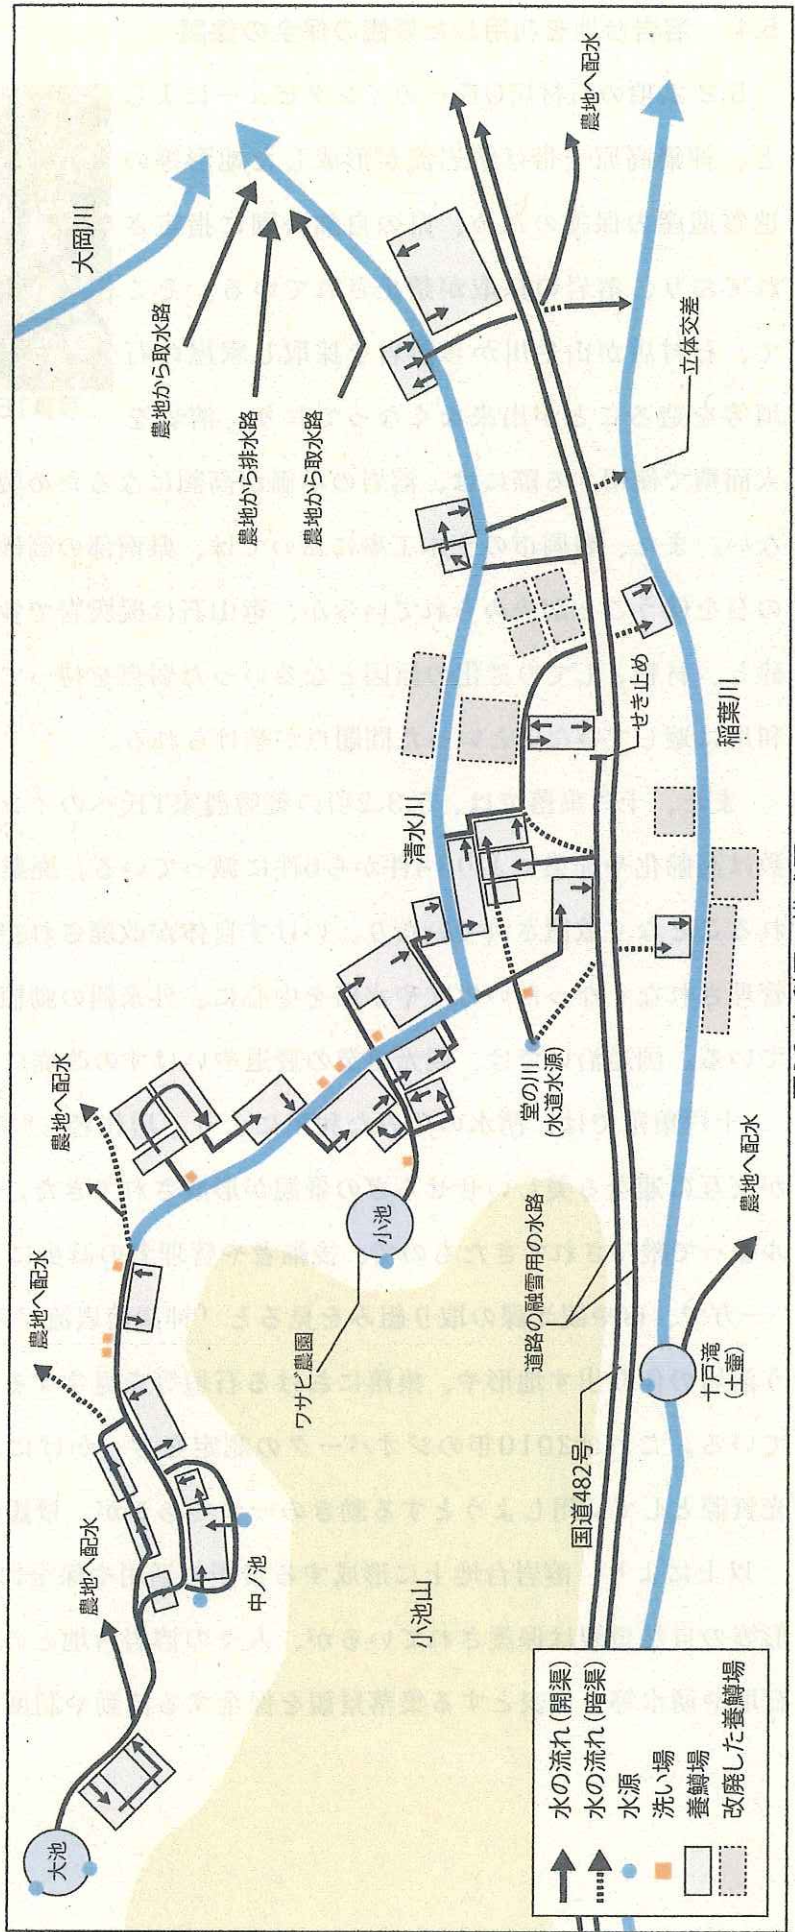 大岡川
農地から取水路
農地から排水路
農地から取水路
農地へ配水
立体交差
清水川
せき止め
稲葉川
農地へ配水
農地へ配水
農地へ配水
堂の川
(水道水源)
小池
ワサビ農園
道路の融雪用の水路
国道482号
十戸滝
(土壷)
農地へ配水
中ノ池
小池山
大池
水の流れ(開渠)
水の流れ(暗渠)
水源
洗い場
養鱒場
改廃した養鱒場